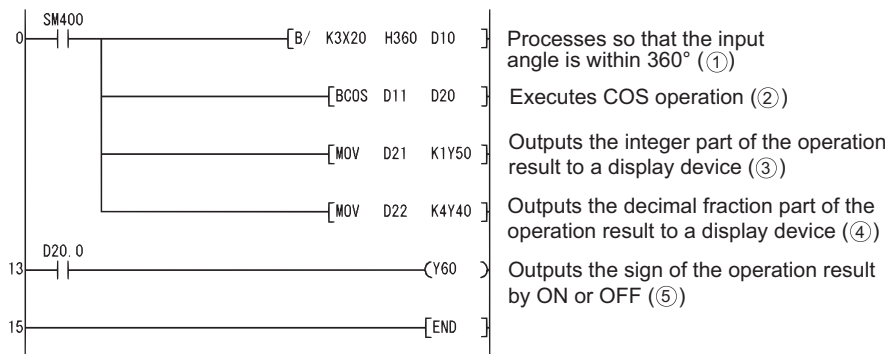 SM400
0 [B/ K3X20 H360 D10 ] Processes so that the input
angle is within 360° (①)
[BCOS D11 D20 ] Executes COS operation (②)
[MOV D21 K1Y50 ] Outputs the integer part of the operation
result to a display device (③)
[MOV D22 K4Y40 ] Outputs the decimal fraction part of the
operation result to a display device (④)
D20.0
13 (Y60 ) Outputs the sign of the operation result
by ON or OFF (⑤)
15 [END ]